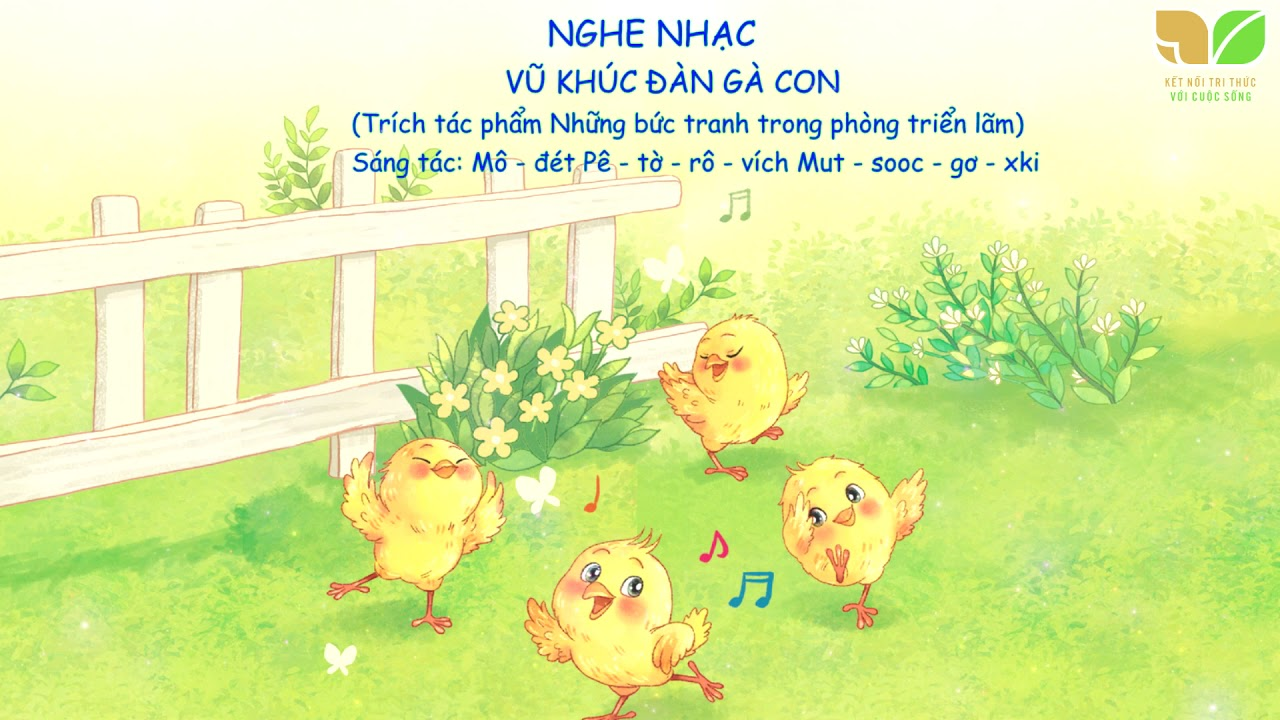 NGHE NHẠC
VŨ KHÚC ĐÀN GÀ CON
(Trích tác phẩm Những bức tranh trong phòng triển lãm)
Sáng tác: Mô - đét Pê - tờ - rô - vích Mut - sooc - gơ - xki
KẾT NỐI TRI THỨC
VỚI CUỘC SỐNG